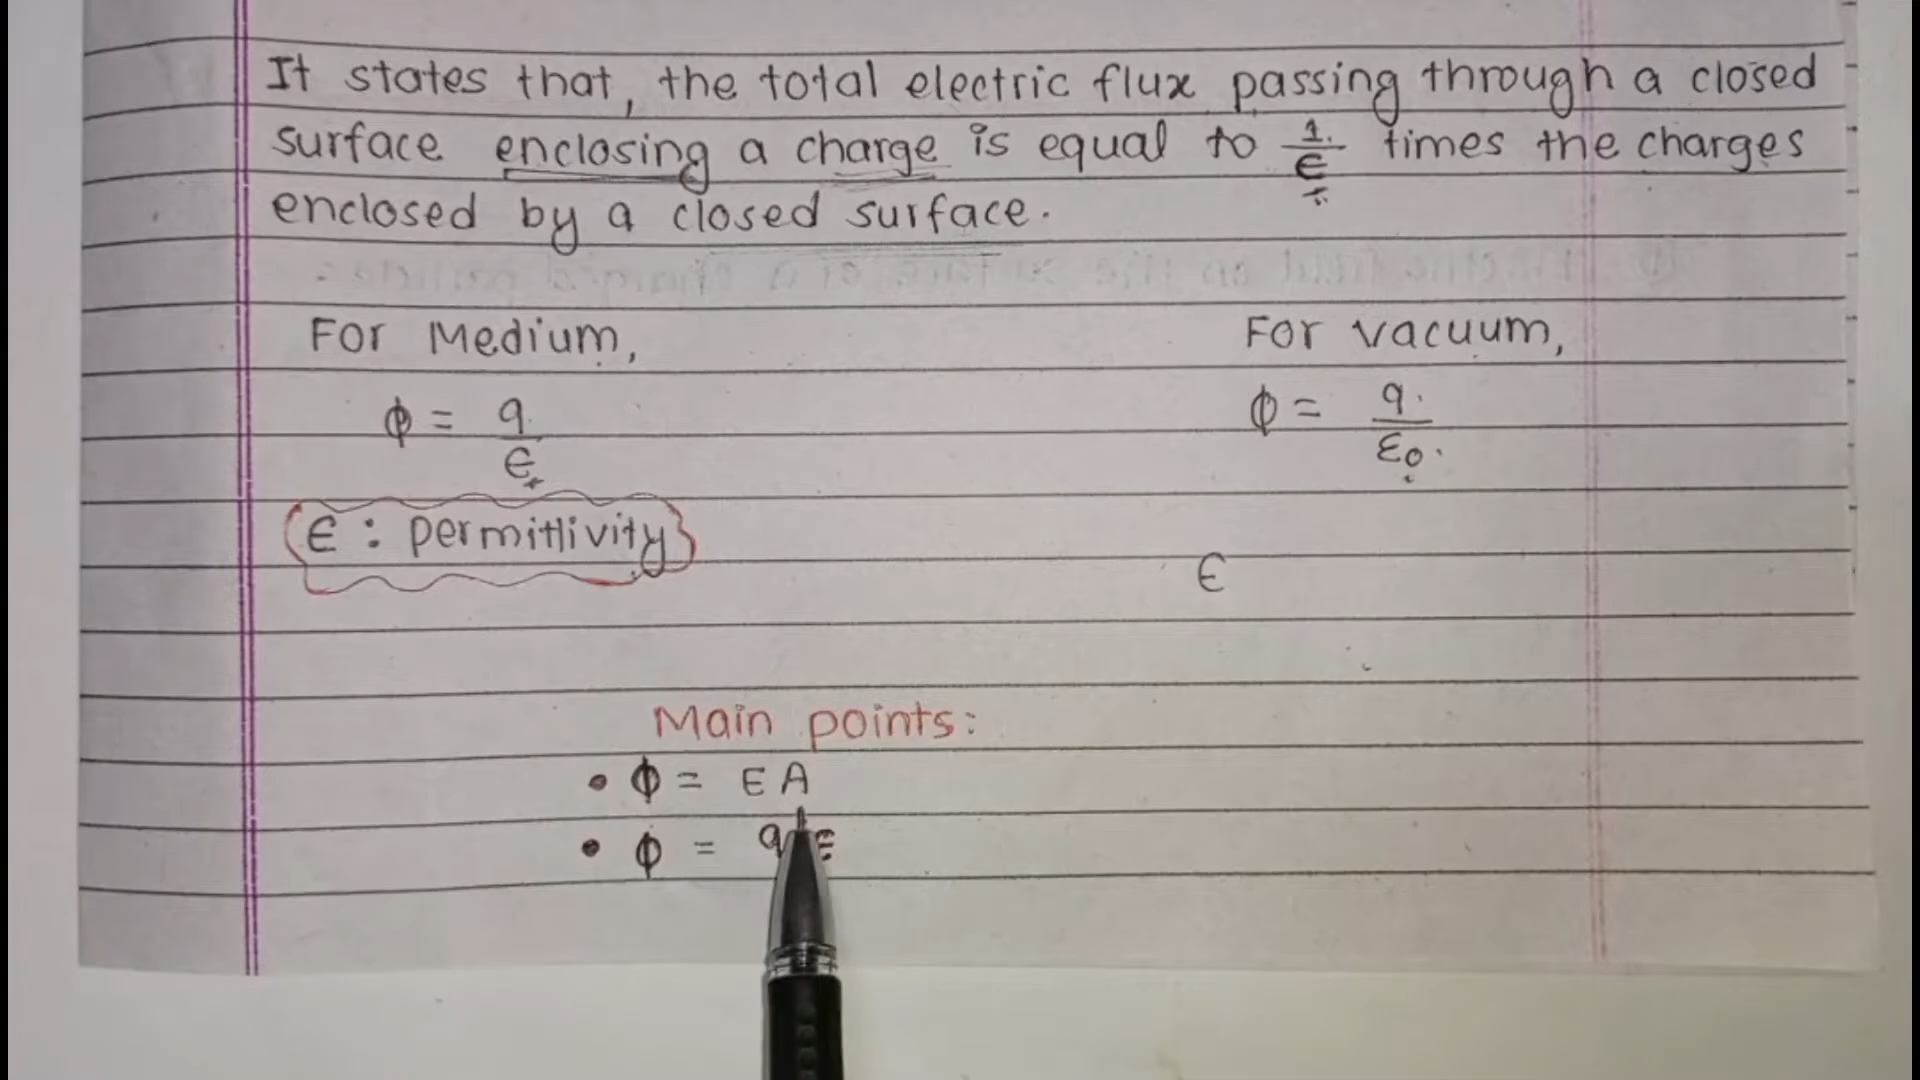 It states that, the total electric flux passing through a closed
surface enclosing a charge is equal to 1/ε times the charges
enclosed by a closed surface.
For Medium,
For vacuum,
ϕ = q/ε
ϕ = q/ε₀
ε : permittivity
ε
Main points:
• ϕ = EA
• ϕ = q ε